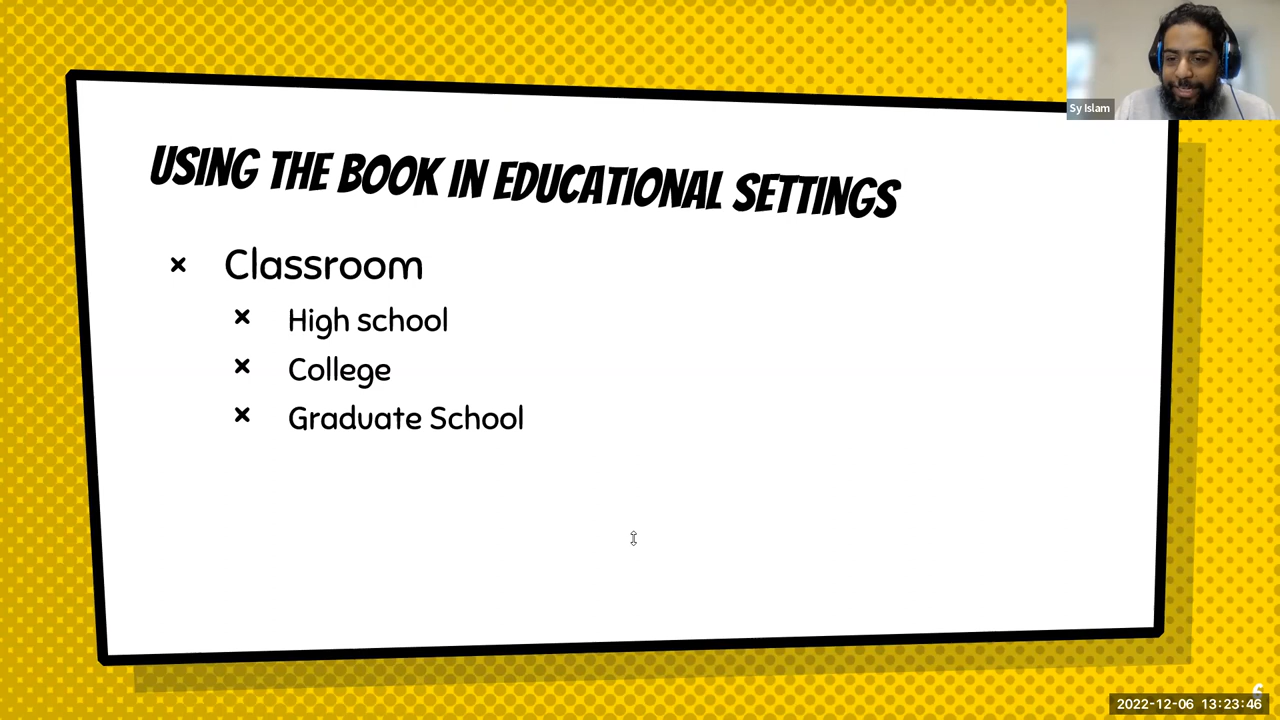 Sy Islam
USING THE BOOK IN EDUCATIONAL SETTINGS
× Classroom
× High school
× College
× Graduate School
6
2022-12-06 13:23:46